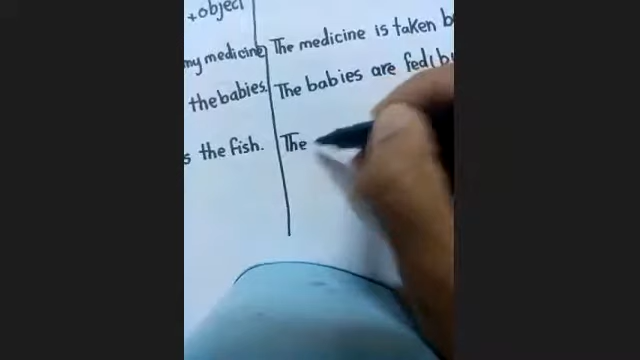 +object
my medicine The medicine is taken
the babies. The babies are fed
the fish. The